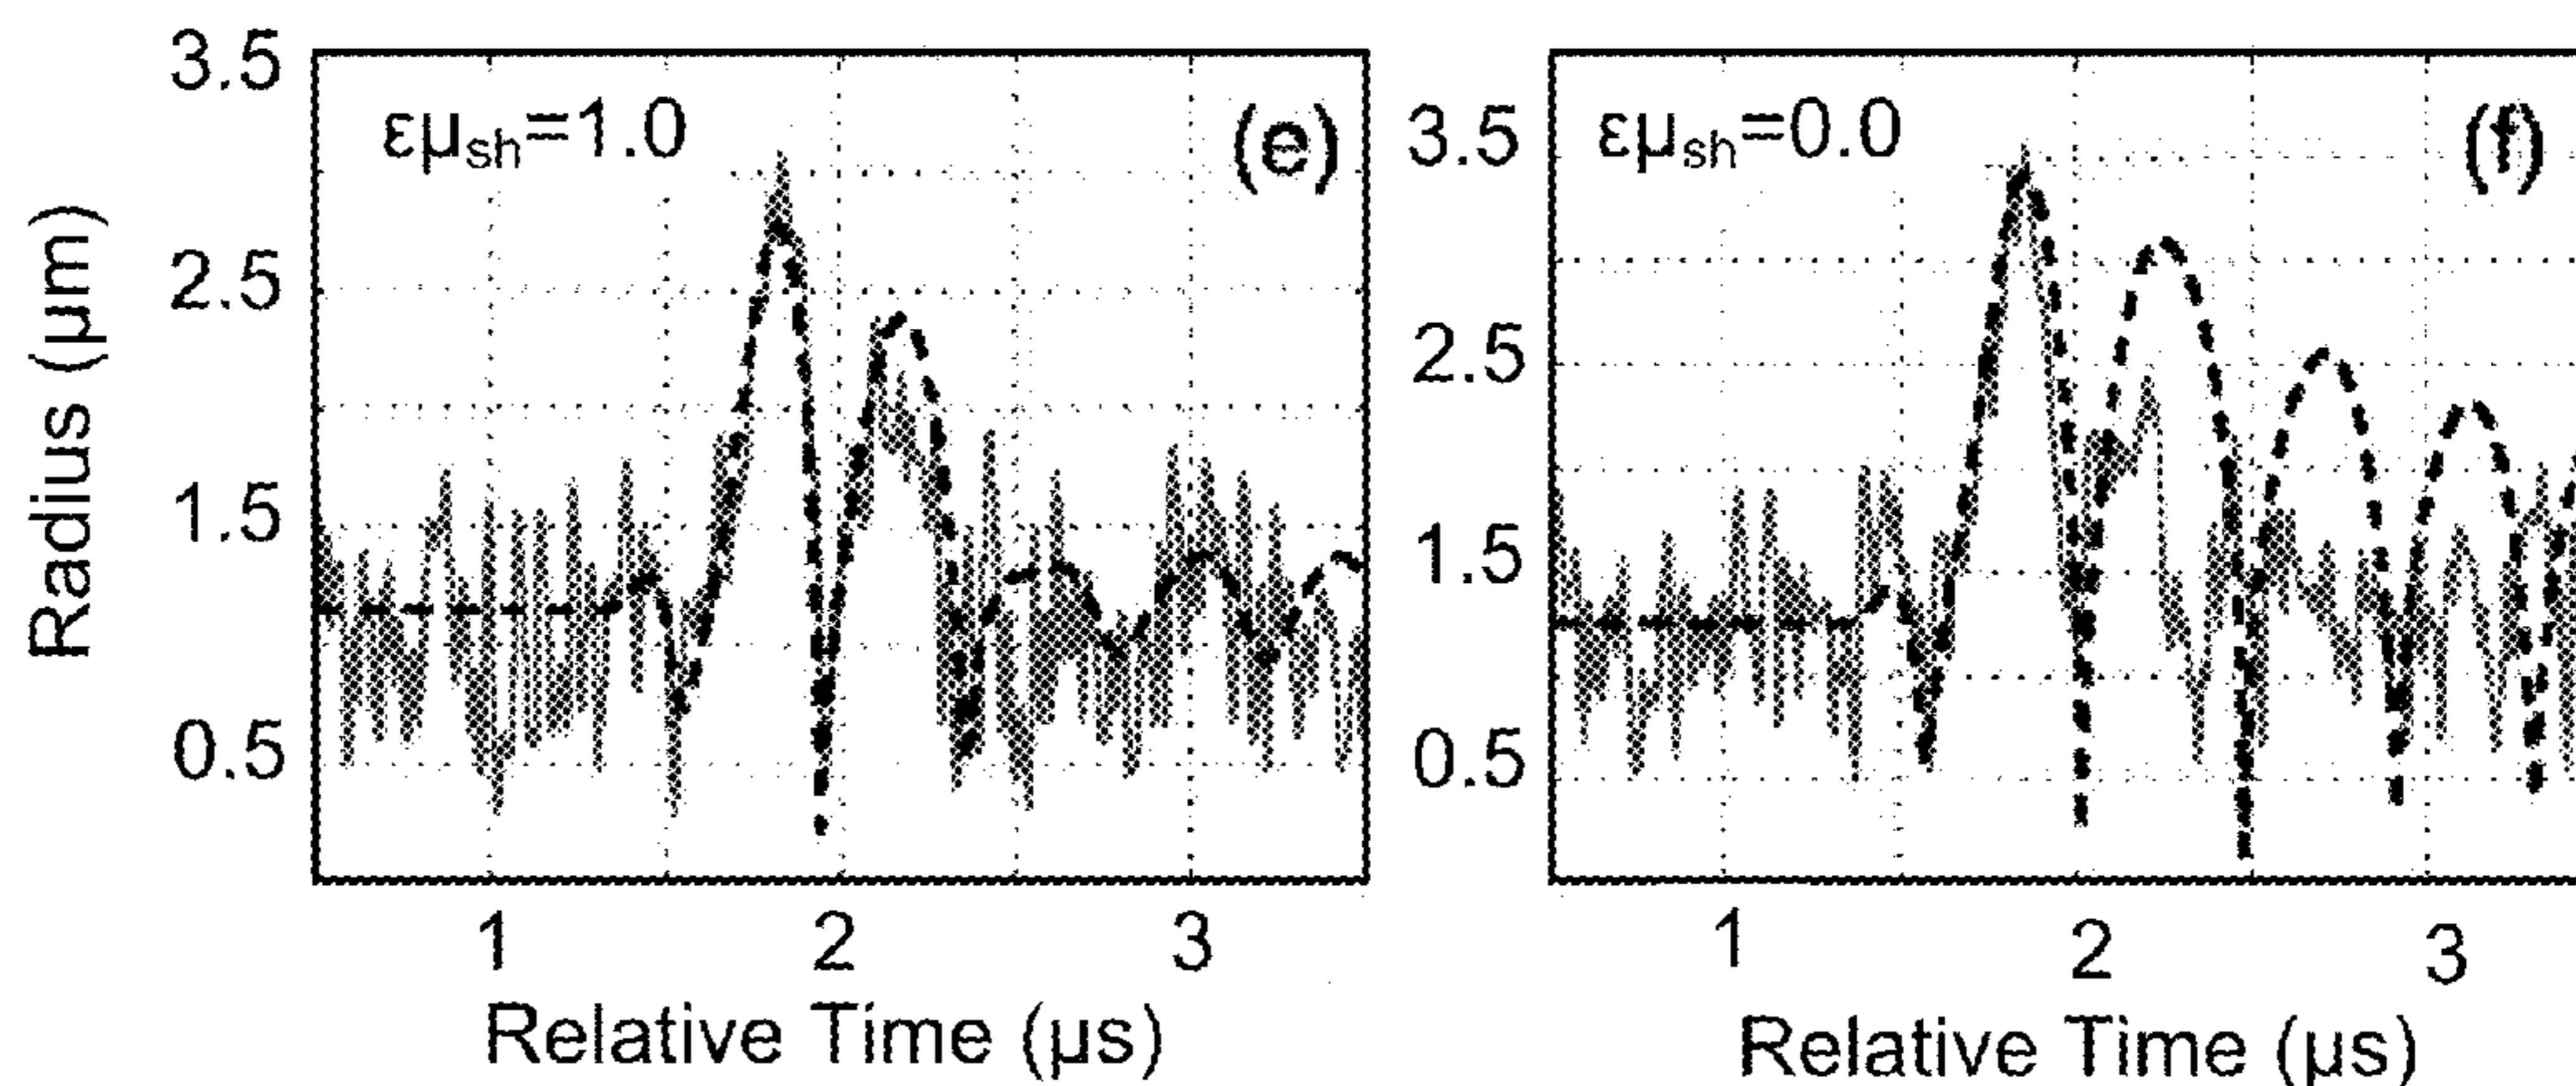 Radius (µm)
3.5
2.5
1.5
0.5
εµsh=1.0
(e)
1 2 3
Relative Time (µs)
3.5
2.5
1.5
0.5
εµsh=0.0
(f)
1 2 3
Relative Time (µs)